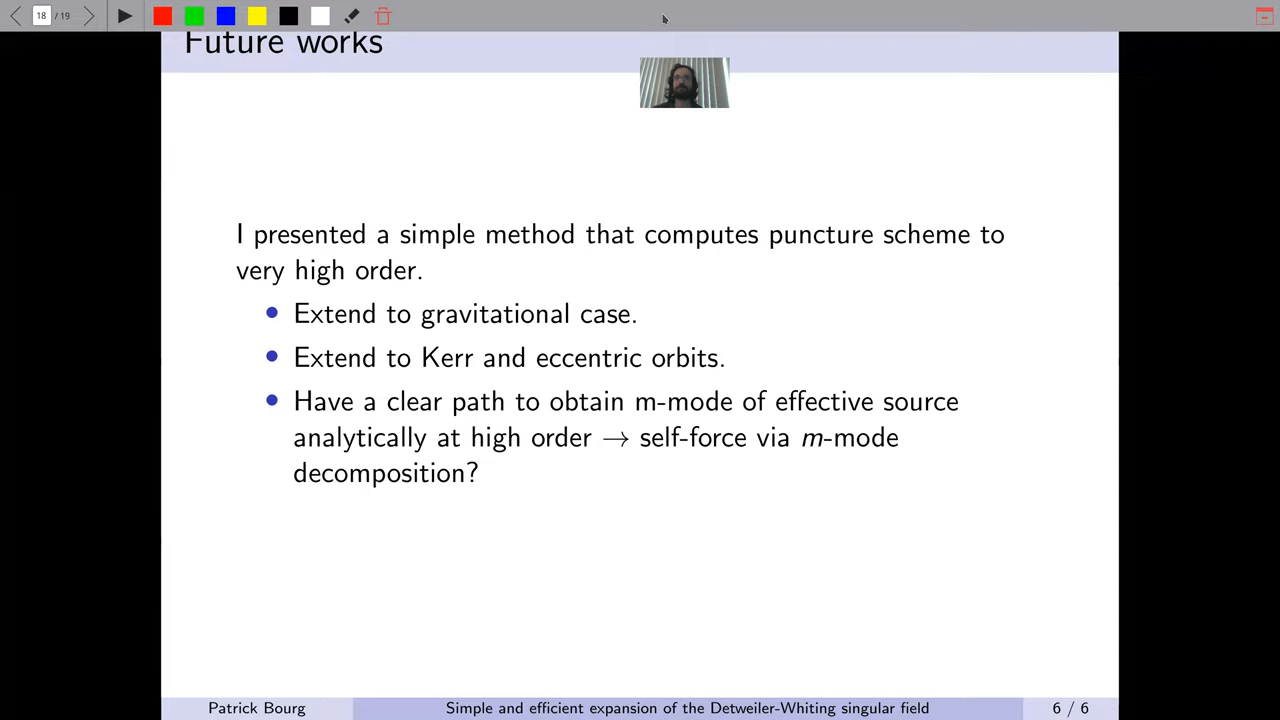 18 / 19
Future works
I presented a simple method that computes puncture scheme to
very high order.
• Extend to gravitational case.
• Extend to Kerr and eccentric orbits.
• Have a clear path to obtain m-mode of effective source
analytically at high order → self-force via m-mode
decomposition?
Patrick Bourg
Simple and efficient expansion of the Detweiler-Whiting singular field
6 / 6